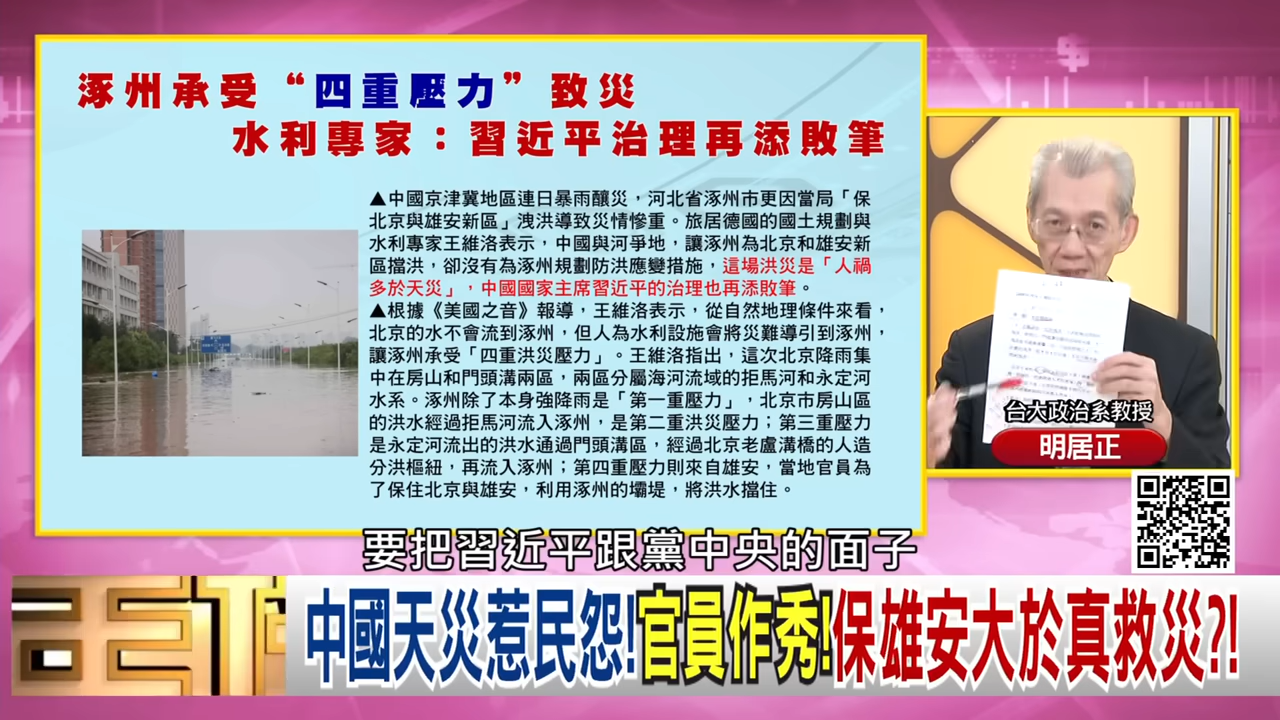 涿州承受“四重壓力”致災
水利專家：習近平治理再添敗筆
▲中國京津冀地區連日暴雨釀災，河北省涿州市更因當局「保
北京與雄安新區」洩洪導致災情慘重。旅居德國的國土規劃與
水利專家王維洛表示，中國與河爭地，讓涿州為北京和雄安新
區擋洪，卻沒有為涿州規劃防洪應變措施，這場洪災是「人禍
多於天災」，中國國家主席習近平的治理也再添敗筆。
▲根據《美國之音》報導，王維洛表示，從自然地理條件來看，
北京的水不會流到涿州，但人為水利設施會將災難導引到涿州，
讓涿州承受「四重洪災壓力」。王維洛指出，這次北京降雨集
中在房山和門頭溝兩區，兩區分屬海河流域的拒馬河和永定河
水系。涿州除了本身強降雨是「第一重壓力」，北京市房山區
的洪水經過拒馬河流入涿州，是第二重洪災壓力；第三重壓力
是永定河流出的洪水通過門頭溝區，經過北京老盧溝橋的人造
分洪樞紐，再流入涿州；第四重壓力則來自雄安，當地官員為
了保住北京與雄安，利用涿州的壩堤，將洪水擋住。
台大政治系教授
明居正
要把習近平跟黨中央的面子
中國天災惹民怨!官員作秀!保雄安大於真救災?!